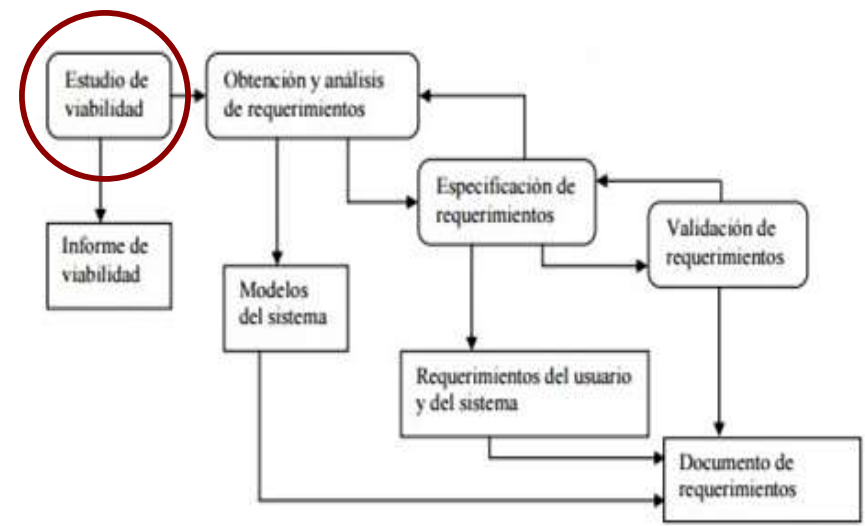 Estudio de
viabilidad
Obtención y análisis
de requerimientos
Especificación de
requerimientos
Validación de
requerimientos
Informe de
viabilidad
Modelos
del sistema
Requerimientos del usuario
y del sistema
Documento de
requerimientos